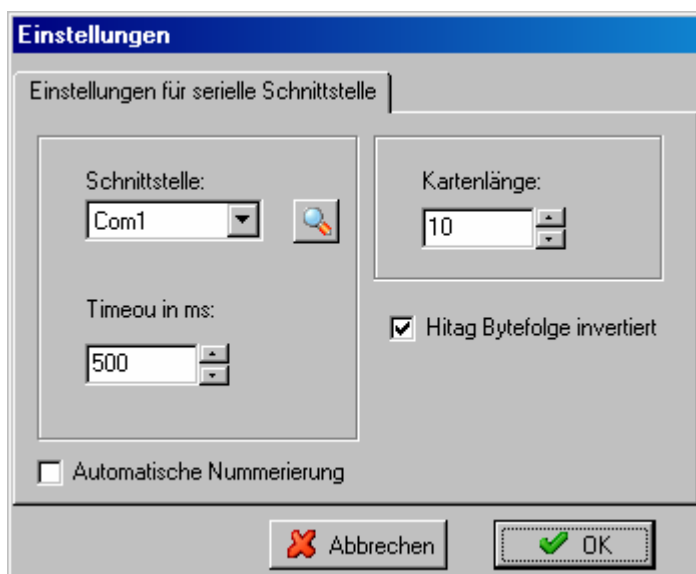 Einstellungen
Einstellungen für serielle Schnittstelle
Schnittstelle:
Com1
Timeou in ms:
500
Kartenlänge:
10
Hitag Bytefolge invertiert
Automatische Nummerierung
Abbrechen
OK